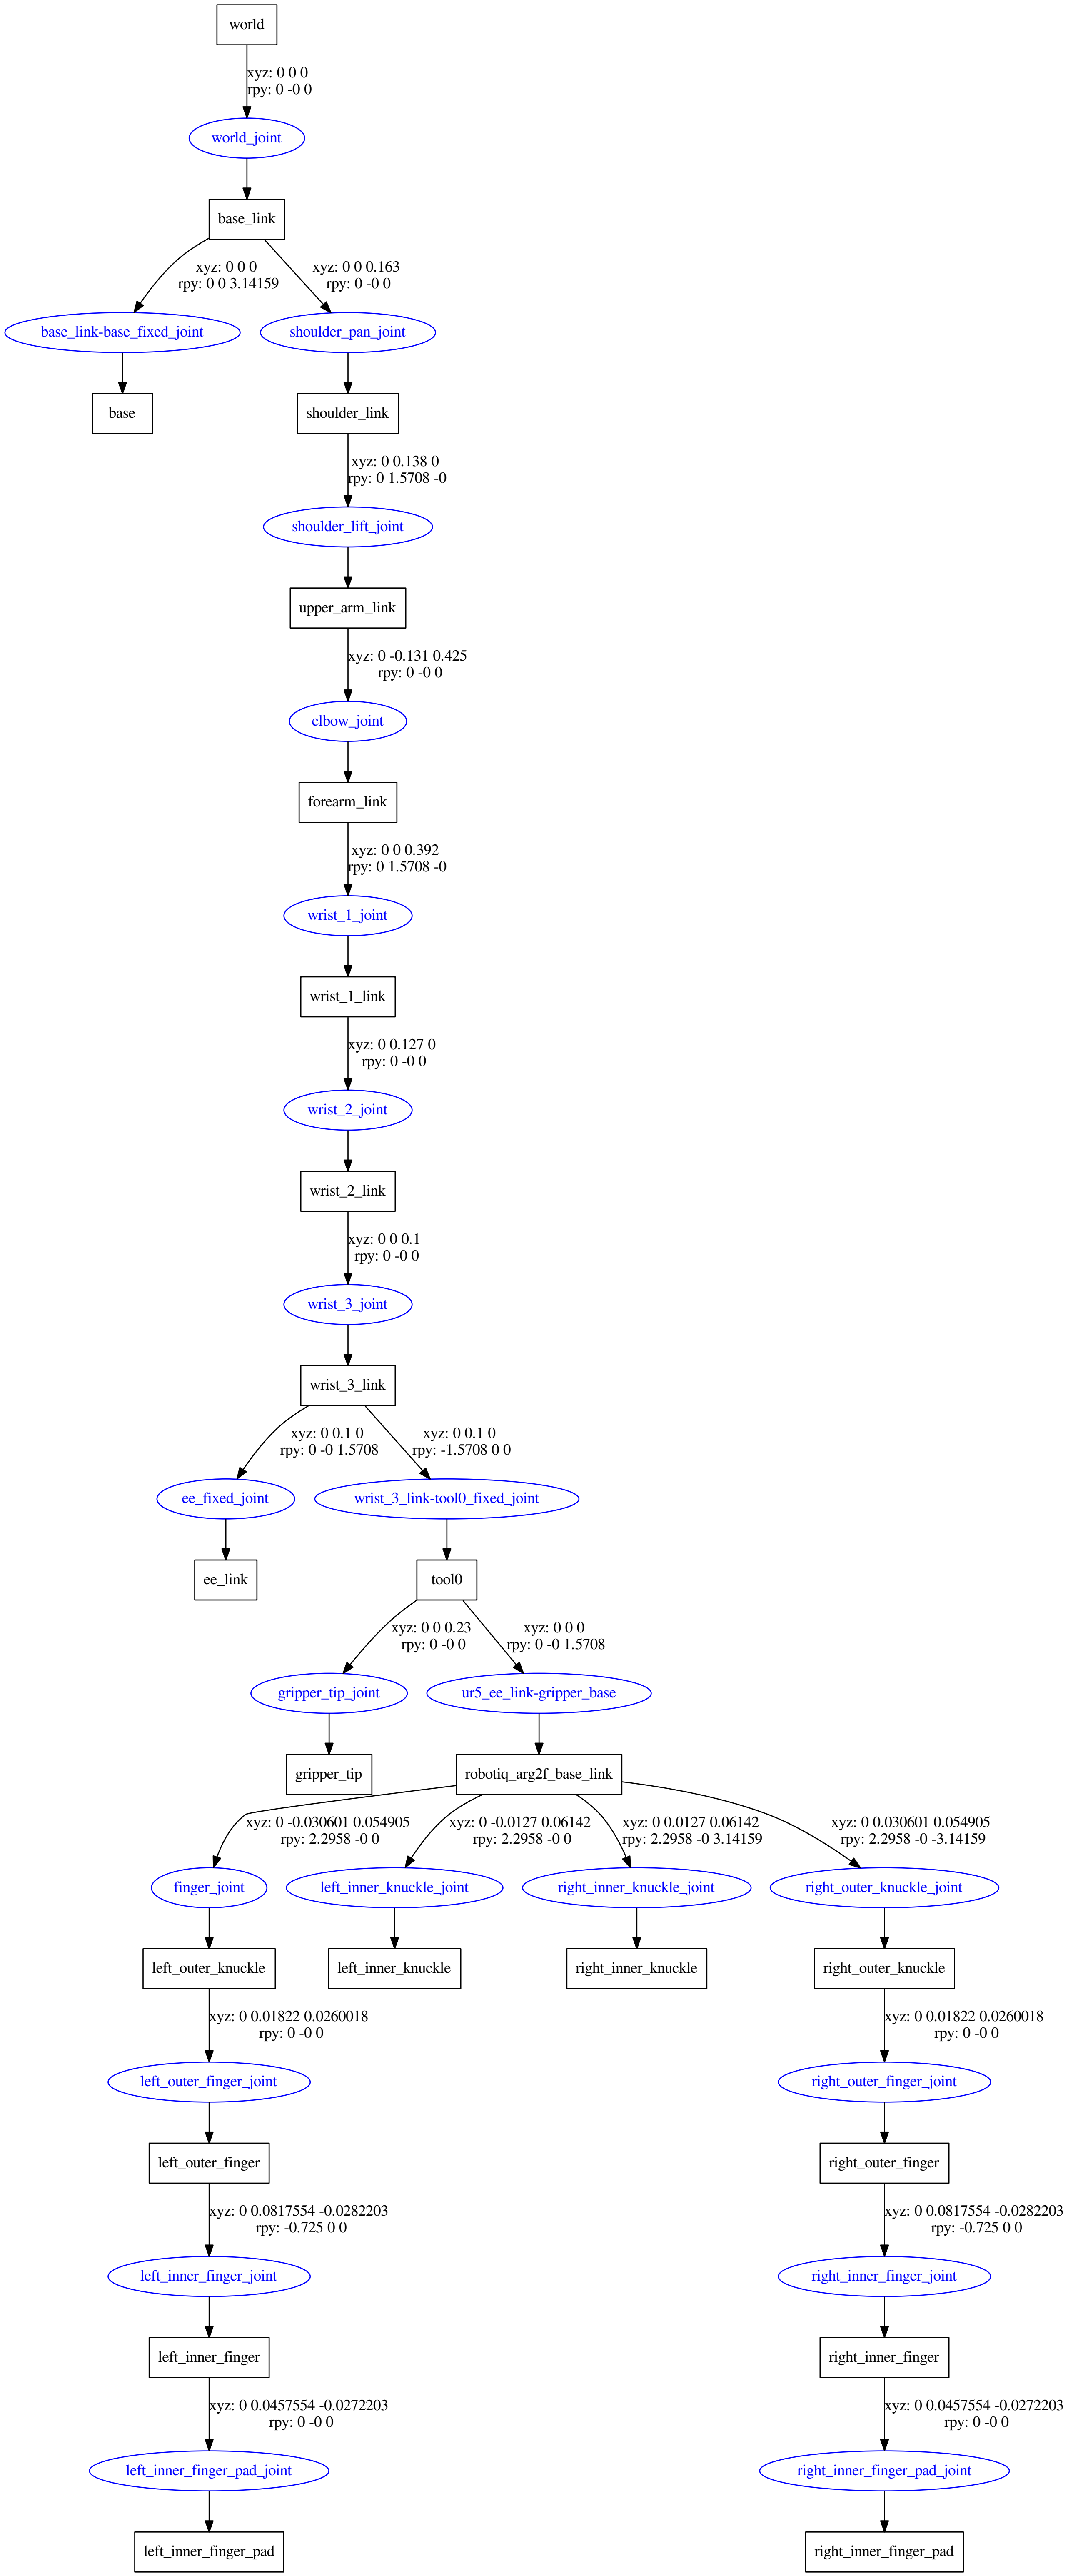 world
xyz: 0 0 0
rpy: 0 -0 0
world_joint
base_link
xyz: 0 0 0
rpy: 0 0 3.14159
xyz: 0 0 0.163
rpy: 0 -0 0
base_link-base_fixed_joint
shoulder_pan_joint
base
shoulder_link
xyz: 0 0.138 0
rpy: 0 1.5708 -0
shoulder_lift_joint
upper_arm_link
xyz: 0 -0.131 0.425
rpy: 0 -0 0
elbow_joint
forearm_link
xyz: 0 0 0.392
rpy: 0 1.5708 -0
wrist_1_joint
wrist_1_link
xyz: 0 0.127 0
rpy: 0 -0 0
wrist_2_joint
wrist_2_link
xyz: 0 0 0.1
rpy: 0 -0 0
wrist_3_joint
wrist_3_link
xyz: 0 0.1 0
rpy: 0 -0 1.5708
xyz: 0 0.1 0
rpy: -1.5708 0 0
ee_fixed_joint
wrist_3_link-tool0_fixed_joint
ee_link
tool0
xyz: 0 0 0.23
rpy: 0 -0 0
xyz: 0 0 0
rpy: 0 -0 1.5708
gripper_tip_joint
ur5_ee_link-gripper_base
gripper_tip
robotiq_arg2f_base_link
xyz: 0 -0.030601 0.054905
rpy: 2.2958 -0 0
xyz: 0 -0.0127 0.06142
rpy: 2.2958 -0 0
xyz: 0 0.0127 0.06142
rpy: 2.2958 -0 3.14159
xyz: 0 0.030601 0.054905
rpy: 2.2958 -0 -3.14159
finger_joint
left_inner_knuckle_joint
right_inner_knuckle_joint
right_outer_knuckle_joint
left_outer_knuckle
left_inner_knuckle
right_inner_knuckle
right_outer_knuckle
xyz: 0 0.01822 0.0260018
rpy: 0 -0 0
xyz: 0 0.01822 0.0260018
rpy: 0 -0 0
left_outer_finger_joint
right_outer_finger_joint
left_outer_finger
right_outer_finger
xyz: 0 0.0817554 -0.0282203
rpy: -0.725 0 0
xyz: 0 0.0817554 -0.0282203
rpy: -0.725 0 0
left_inner_finger_joint
right_inner_finger_joint
left_inner_finger
right_inner_finger
xyz: 0 0.0457554 -0.0272203
rpy: 0 -0 0
xyz: 0 0.0457554 -0.0272203
rpy: 0 -0 0
left_inner_finger_pad_joint
right_inner_finger_pad_joint
left_inner_finger_pad
right_inner_finger_pad